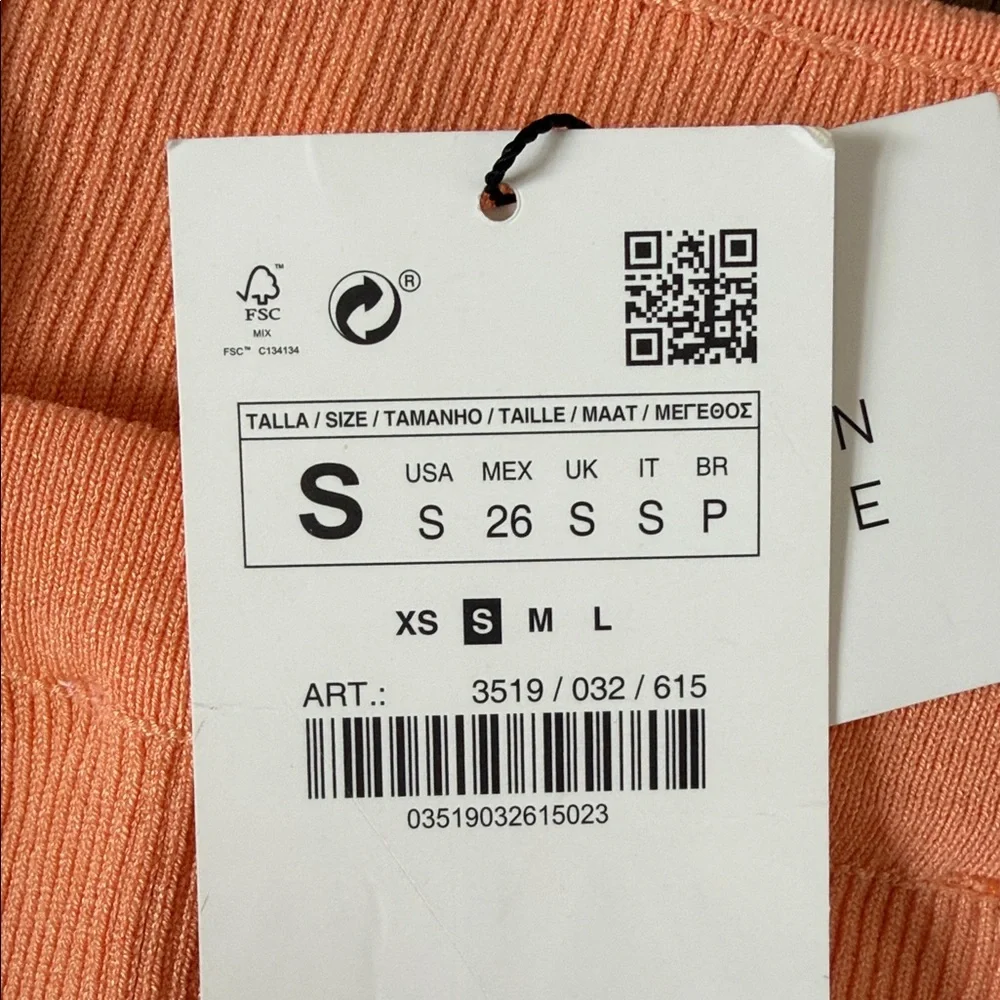 ™
FSC
MIX
FSC™ C134134
®
TALLA / SIZE / TAMANHO / TAILLE / MAAT / ΜΕΓΕΘΟΣ
S
USA MEX UK IT BR
S 26 S S P
XS S M L
ART.: 3519 / 032 / 615
03519032615023
N
E